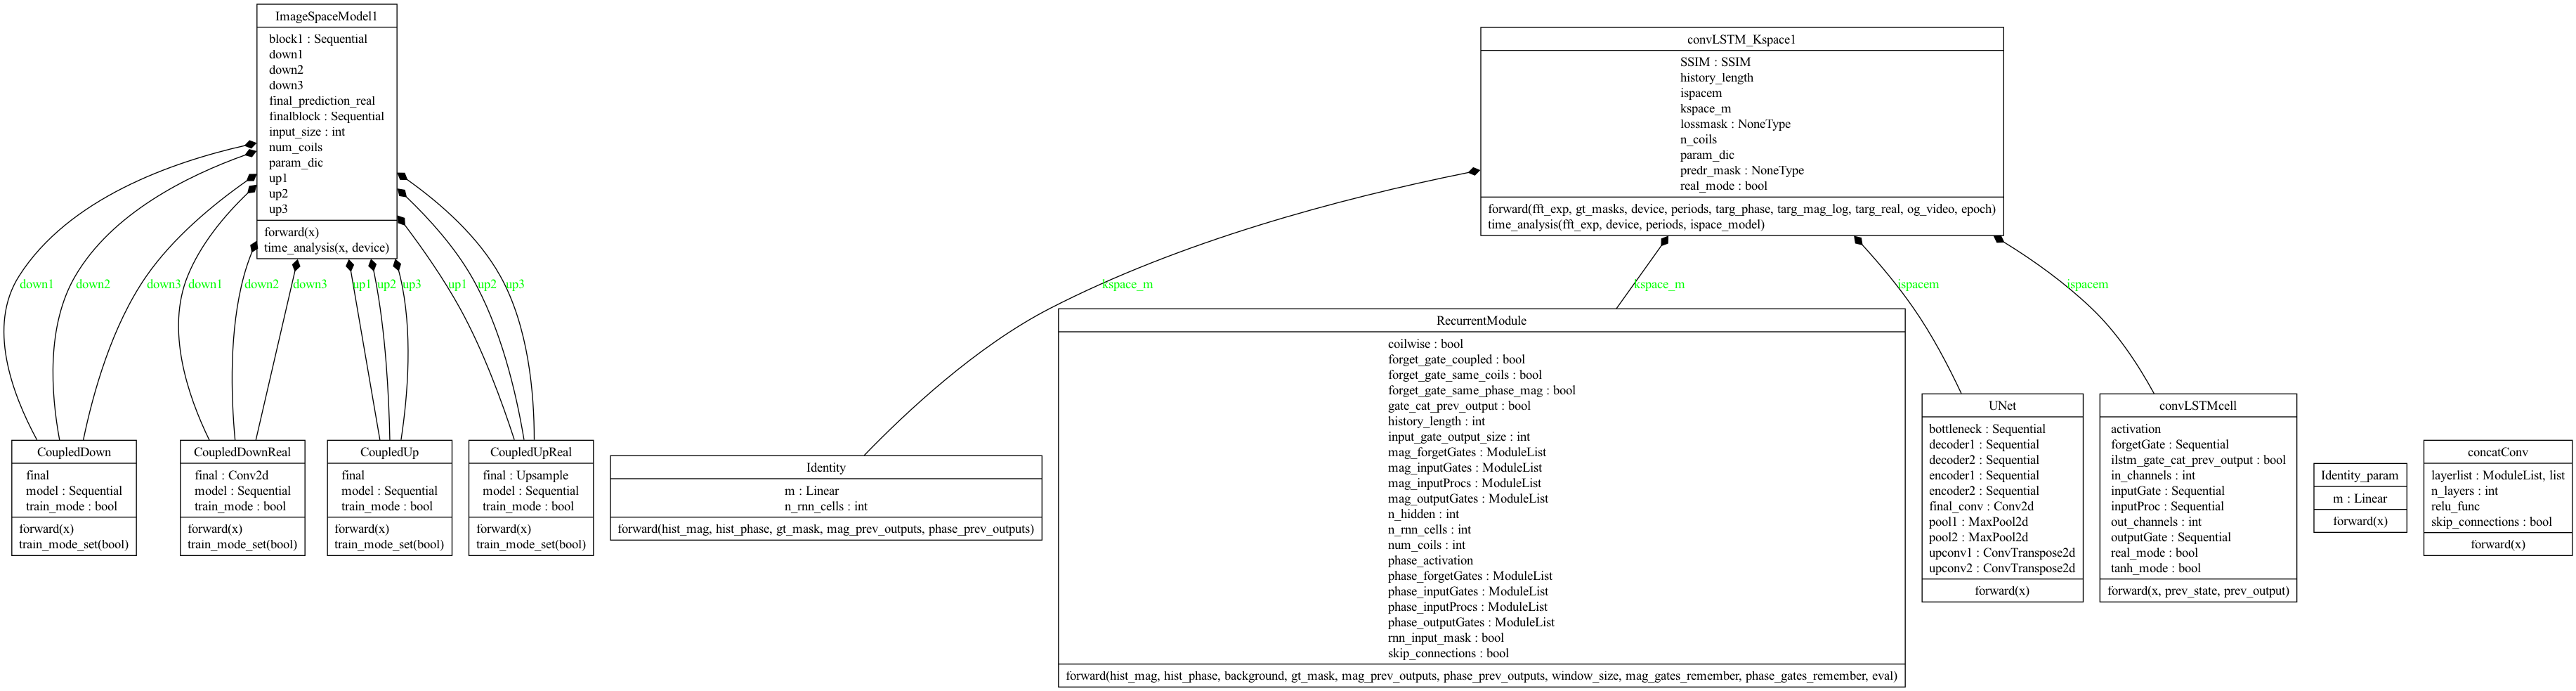 ImageSpaceModel1
block1 : Sequential
down1
down2
down3
final_prediction_real
finalblock : Sequential
input_size : int
num_coils
param_dic
up1
up2
up3
forward(x)
time_analysis(x, device)
convLSTM_Kspace1
SSIM : SSIM
history_length
ispacem
kspace_m
lossmask : NoneType
n_coils
param_dic
predr_mask : NoneType
real_mode : bool
forward(fft_exp, gt_masks, device, periods, targ_phase, targ_mag_log, targ_real, og_video, epoch)
time_analysis(fft_exp, device, periods, ispace_model)
down1
down2
down3
down1
down2
down3
up1
up2
up3
up1
up2
up3
kspace_m
kspace_m
ispacem
ispacem
CoupledDown
final
model : Sequential
train_mode : bool
forward(x)
train_mode_set(bool)
CoupledDownReal
final : Conv2d
model : Sequential
train_mode : bool
forward(x)
train_mode_set(bool)
CoupledUp
final
model : Sequential
train_mode : bool
forward(x)
train_mode_set(bool)
CoupledUpReal
final : Upsample
model : Sequential
train_mode : bool
forward(x)
train_mode_set(bool)
Identity
m : Linear
n_rnn_cells : int
forward(hist_mag, hist_phase, gt_mask, mag_prev_outputs, phase_prev_outputs)
RecurrentModule
coilwise : bool
forget_gate_coupled : bool
forget_gate_same_coils : bool
forget_gate_same_phase_mag : bool
gate_cat_prev_output : bool
history_length : int
input_gate_output_size : int
mag_forgetGates : ModuleList
mag_inputGates : ModuleList
mag_inputProcs : ModuleList
mag_outputGates : ModuleList
n_hidden : int
n_rnn_cells : int
num_coils : int
phase_activation
phase_forgetGates : ModuleList
phase_inputGates : ModuleList
phase_inputProcs : ModuleList
phase_outputGates : ModuleList
rnn_input_mask : bool
skip_connections : bool
forward(hist_mag, hist_phase, background, gt_mask, mag_prev_outputs, phase_prev_outputs, window_size, mag_gates_remember, phase_gates_remember, eval)
UNet
bottleneck : Sequential
decoder1 : Sequential
decoder2 : Sequential
encoder1 : Sequential
encoder2 : Sequential
final_conv : Conv2d
pool1 : MaxPool2d
pool2 : MaxPool2d
upconv1 : ConvTranspose2d
upconv2 : ConvTranspose2d
forward(x)
convLSTMcell
activation
forgetGate : Sequential
ilstm_gate_cat_prev_output : bool
in_channels : int
inputGate : Sequential
inputProc : Sequential
out_channels : int
outputGate : Sequential
real_mode : bool
tanh_mode : bool
forward(x, prev_state, prev_output)
Identity_param
m : Linear
forward(x)
concatConv
layerlist : ModuleList, list
n_layers : int
relu_func
skip_connections : bool
forward(x)